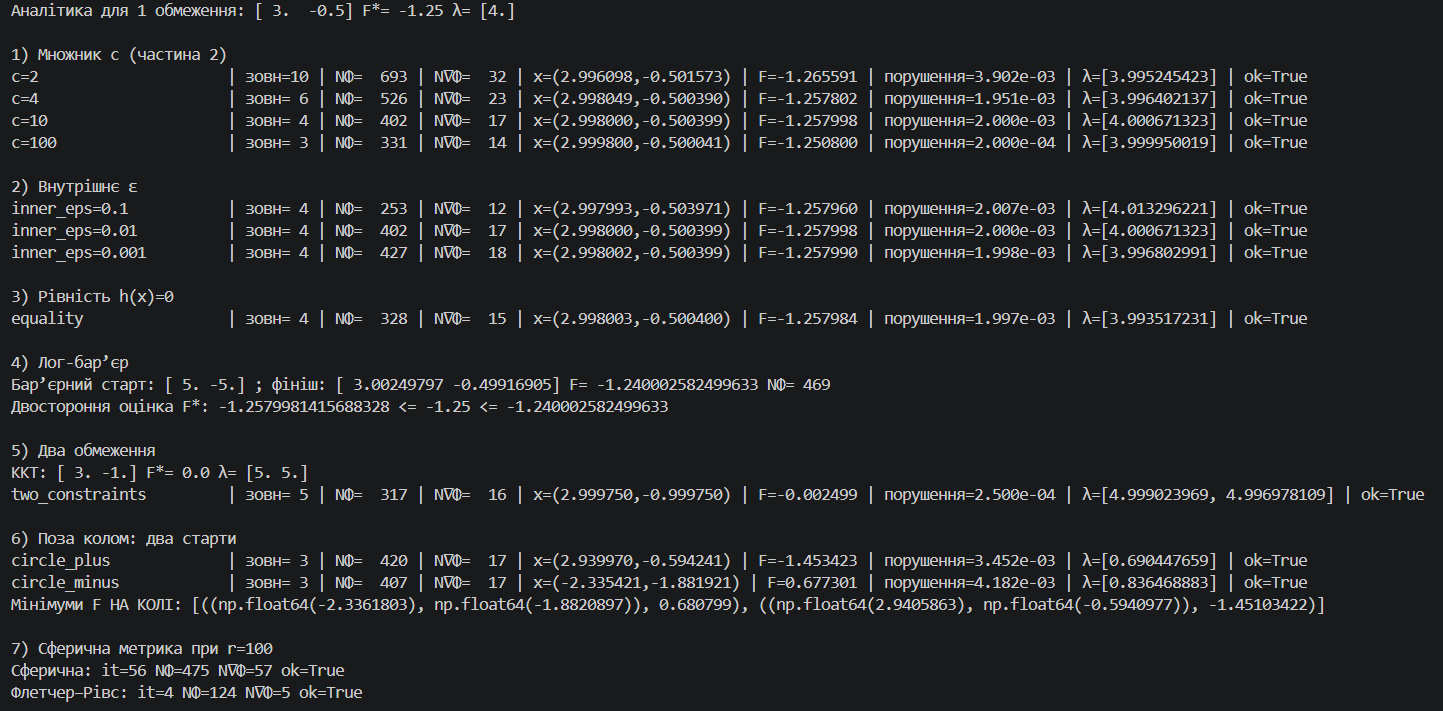 Аналітика для 1 обмеження: [ 3.  -0.5] F*= -1.25 λ= [4.]
1) Множник c (частина 2)
c=2 | зовн=10 | NΦ=  693 | N∇Φ=  32 | x=(2.996098,-0.501573) | F=-1.265591 | порушення=3.902e-03 | λ=[3.995245423] | ok=True
c=4 | зовн= 6 | NΦ=  526 | N∇Φ=  23 | x=(2.998049,-0.500390) | F=-1.257802 | порушення=1.951e-03 | λ=[3.996402137] | ok=True
c=10 | зовн= 4 | NΦ=  402 | N∇Φ=  17 | x=(2.998000,-0.500399) | F=-1.257998 | порушення=2.000e-03 | λ=[4.000671323] | ok=True
c=100 | зовн= 3 | NΦ=  331 | N∇Φ=  14 | x=(2.999800,-0.500041) | F=-1.250800 | порушення=2.000e-04 | λ=[3.999950019] | ok=True
2) Внутрішнє ε
inner_eps=0.1 | зовн= 4 | NΦ=  253 | N∇Φ=  12 | x=(2.997993,-0.503971) | F=-1.257960 | порушення=2.007e-03 | λ=[4.013296221] | ok=True
inner_eps=0.01 | зовн= 4 | NΦ=  402 | N∇Φ=  17 | x=(2.998000,-0.500399) | F=-1.257998 | порушення=2.000e-03 | λ=[4.000671323] | ok=True
inner_eps=0.001 | зовн= 4 | NΦ=  427 | N∇Φ=  18 | x=(2.998002,-0.500399) | F=-1.257990 | порушення=1.998e-03 | λ=[3.996802991] | ok=True
3) Рівність h(x)=0
equality | зовн= 4 | NΦ=  328 | N∇Φ=  15 | x=(2.998003,-0.500400) | F=-1.257984 | порушення=1.997e-03 | λ=[3.993517231] | ok=True
4) Лог-бар’єр
Бар’єрний старт: [ 5. -5.] ; фініш: [ 3.00249797 -0.49916905] F= -1.240002582499633 NΦ= 469
Двостороння оцінка F*: -1.2579981415688328 <= -1.25 <= -1.240002582499633
5) Два обмеження
ККТ: [ 3. -1.] F*= 0.0 λ= [5. 5.]
two_constraints | зовн= 5 | NΦ=  317 | N∇Φ=  16 | x=(2.999750,-0.999750) | F=-0.002499 | порушення=2.500e-04 | λ=[4.999023969, 4.996978109] | ok=True
6) Поза колом: два старти
circle_plus | зовн= 3 | NΦ=  420 | N∇Φ=  17 | x=(2.939970,-0.594241) | F=-1.453423 | порушення=3.452e-03 | λ=[0.690447659] | ok=True
circle_minus | зовн= 3 | NΦ=  407 | N∇Φ=  17 | x=(-2.335421,-1.881921) | F=0.677301 | порушення=4.182e-03 | λ=[0.836468883] | ok=True
Мінімуми F НА КОЛІ: [((np.float64(-2.3361803), np.float64(-1.8820897)), 0.680799), ((np.float64(2.9405863), np.float64(-0.5940977)), -1.45103422)]
7) Сферична метрика при r=100
Сферична: it=56 NΦ=475 N∇Φ=57 ok=True
Флетчер–Рівс: it=4 NΦ=124 N∇Φ=5 ok=True